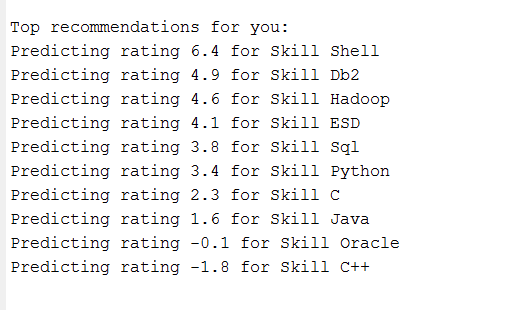 Top recommendations for you:
Predicting rating 6.4 for Skill Shell
Predicting rating 4.9 for Skill Db2
Predicting rating 4.6 for Skill Hadoop
Predicting rating 4.1 for Skill ESD
Predicting rating 3.8 for Skill Sql
Predicting rating 3.4 for Skill Python
Predicting rating 2.3 for Skill C
Predicting rating 1.6 for Skill Java
Predicting rating -0.1 for Skill Oracle
Predicting rating -1.8 for Skill C++